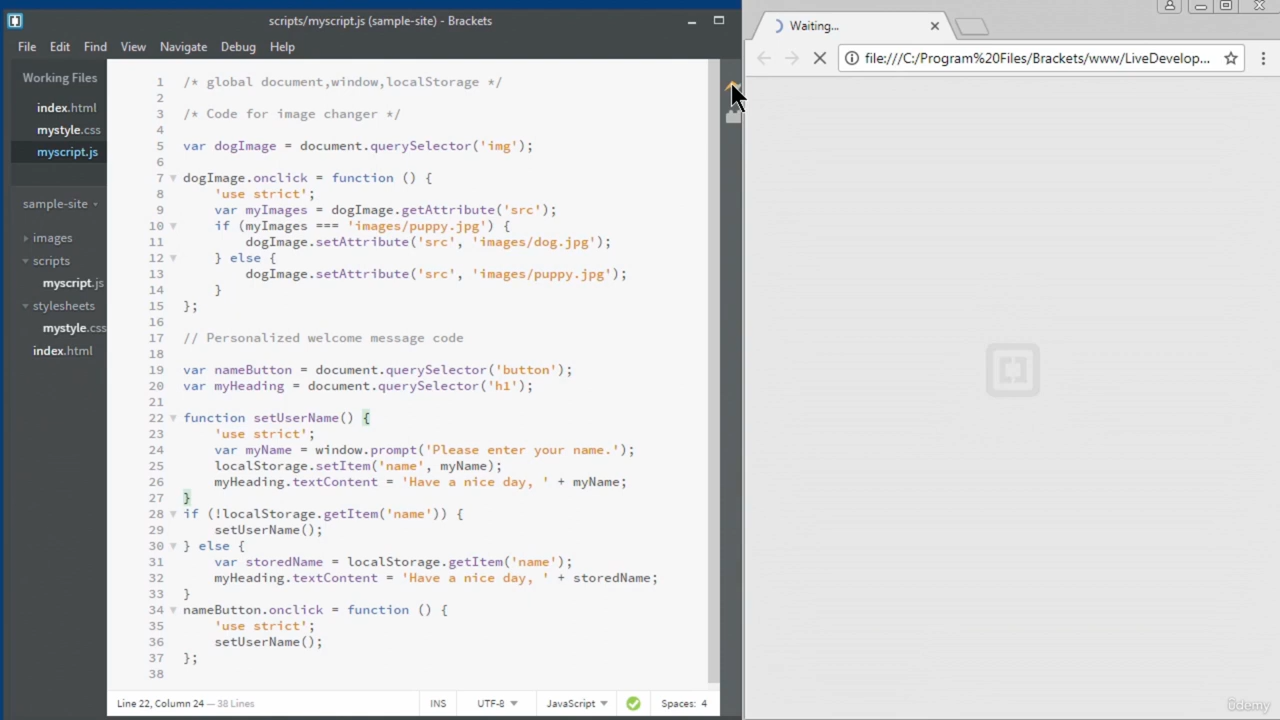 scripts/myscript.js (sample-site) - Brackets
File Edit Find View Navigate Debug Help
Working Files
index.html
mystyle.css
myscript.js
sample-site
images
scripts
myscript.js
stylesheets
mystyle.css
index.html
1 /* global document,window,localStorage */
2
3 /* Code for image changer */
4
5 var dogImage = document.querySelector('img');
6
7 dogImage.onclick = function () {
8     'use strict';
9     var myImages = dogImage.getAttribute('src');
10     if (myImages === 'images/puppy.jpg') {
11         dogImage.setAttribute('src', 'images/dog.jpg');
12     } else {
13         dogImage.setAttribute('src', 'images/puppy.jpg');
14     }
15 };
16
17 // Personalized welcome message code
18
19 var nameButton = document.querySelector('button');
20 var myHeading = document.querySelector('h1');
21
22 function setUserName() {
23     'use strict';
24     var myName = window.prompt('Please enter your name.');
25     localStorage.setItem('name', myName);
26     myHeading.textContent = 'Have a nice day, ' + myName;
27 }
28 if (!localStorage.getItem('name')) {
29     setUserName();
30 } else {
31     var storedName = localStorage.getItem('name');
32     myHeading.textContent = 'Have a nice day, ' + storedName;
33 }
34 nameButton.onclick = function () {
35     'use strict';
36     setUserName();
37 };
38
Line 22, Column 24 — 38 Lines
INS UTF-8 JavaScript Spaces: 4
Waiting...
file:///C:/Program%20Files/Brackets/www/LiveDevelop...
ûdemy